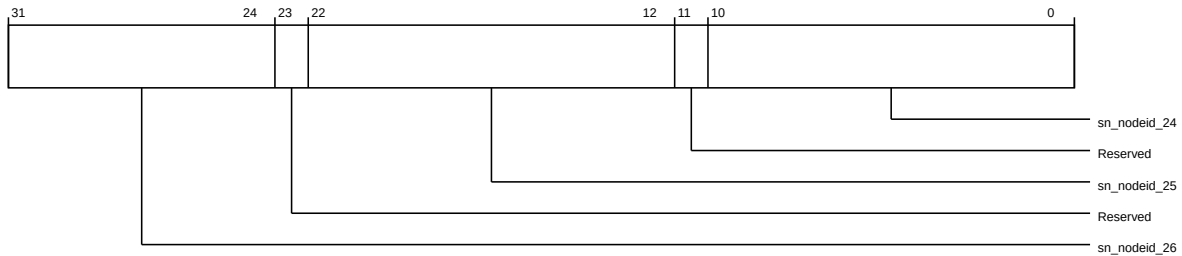 31 24 23 22 12 11 10 0
sn_nodeid_24
Reserved
sn_nodeid_25
Reserved
sn_nodeid_26